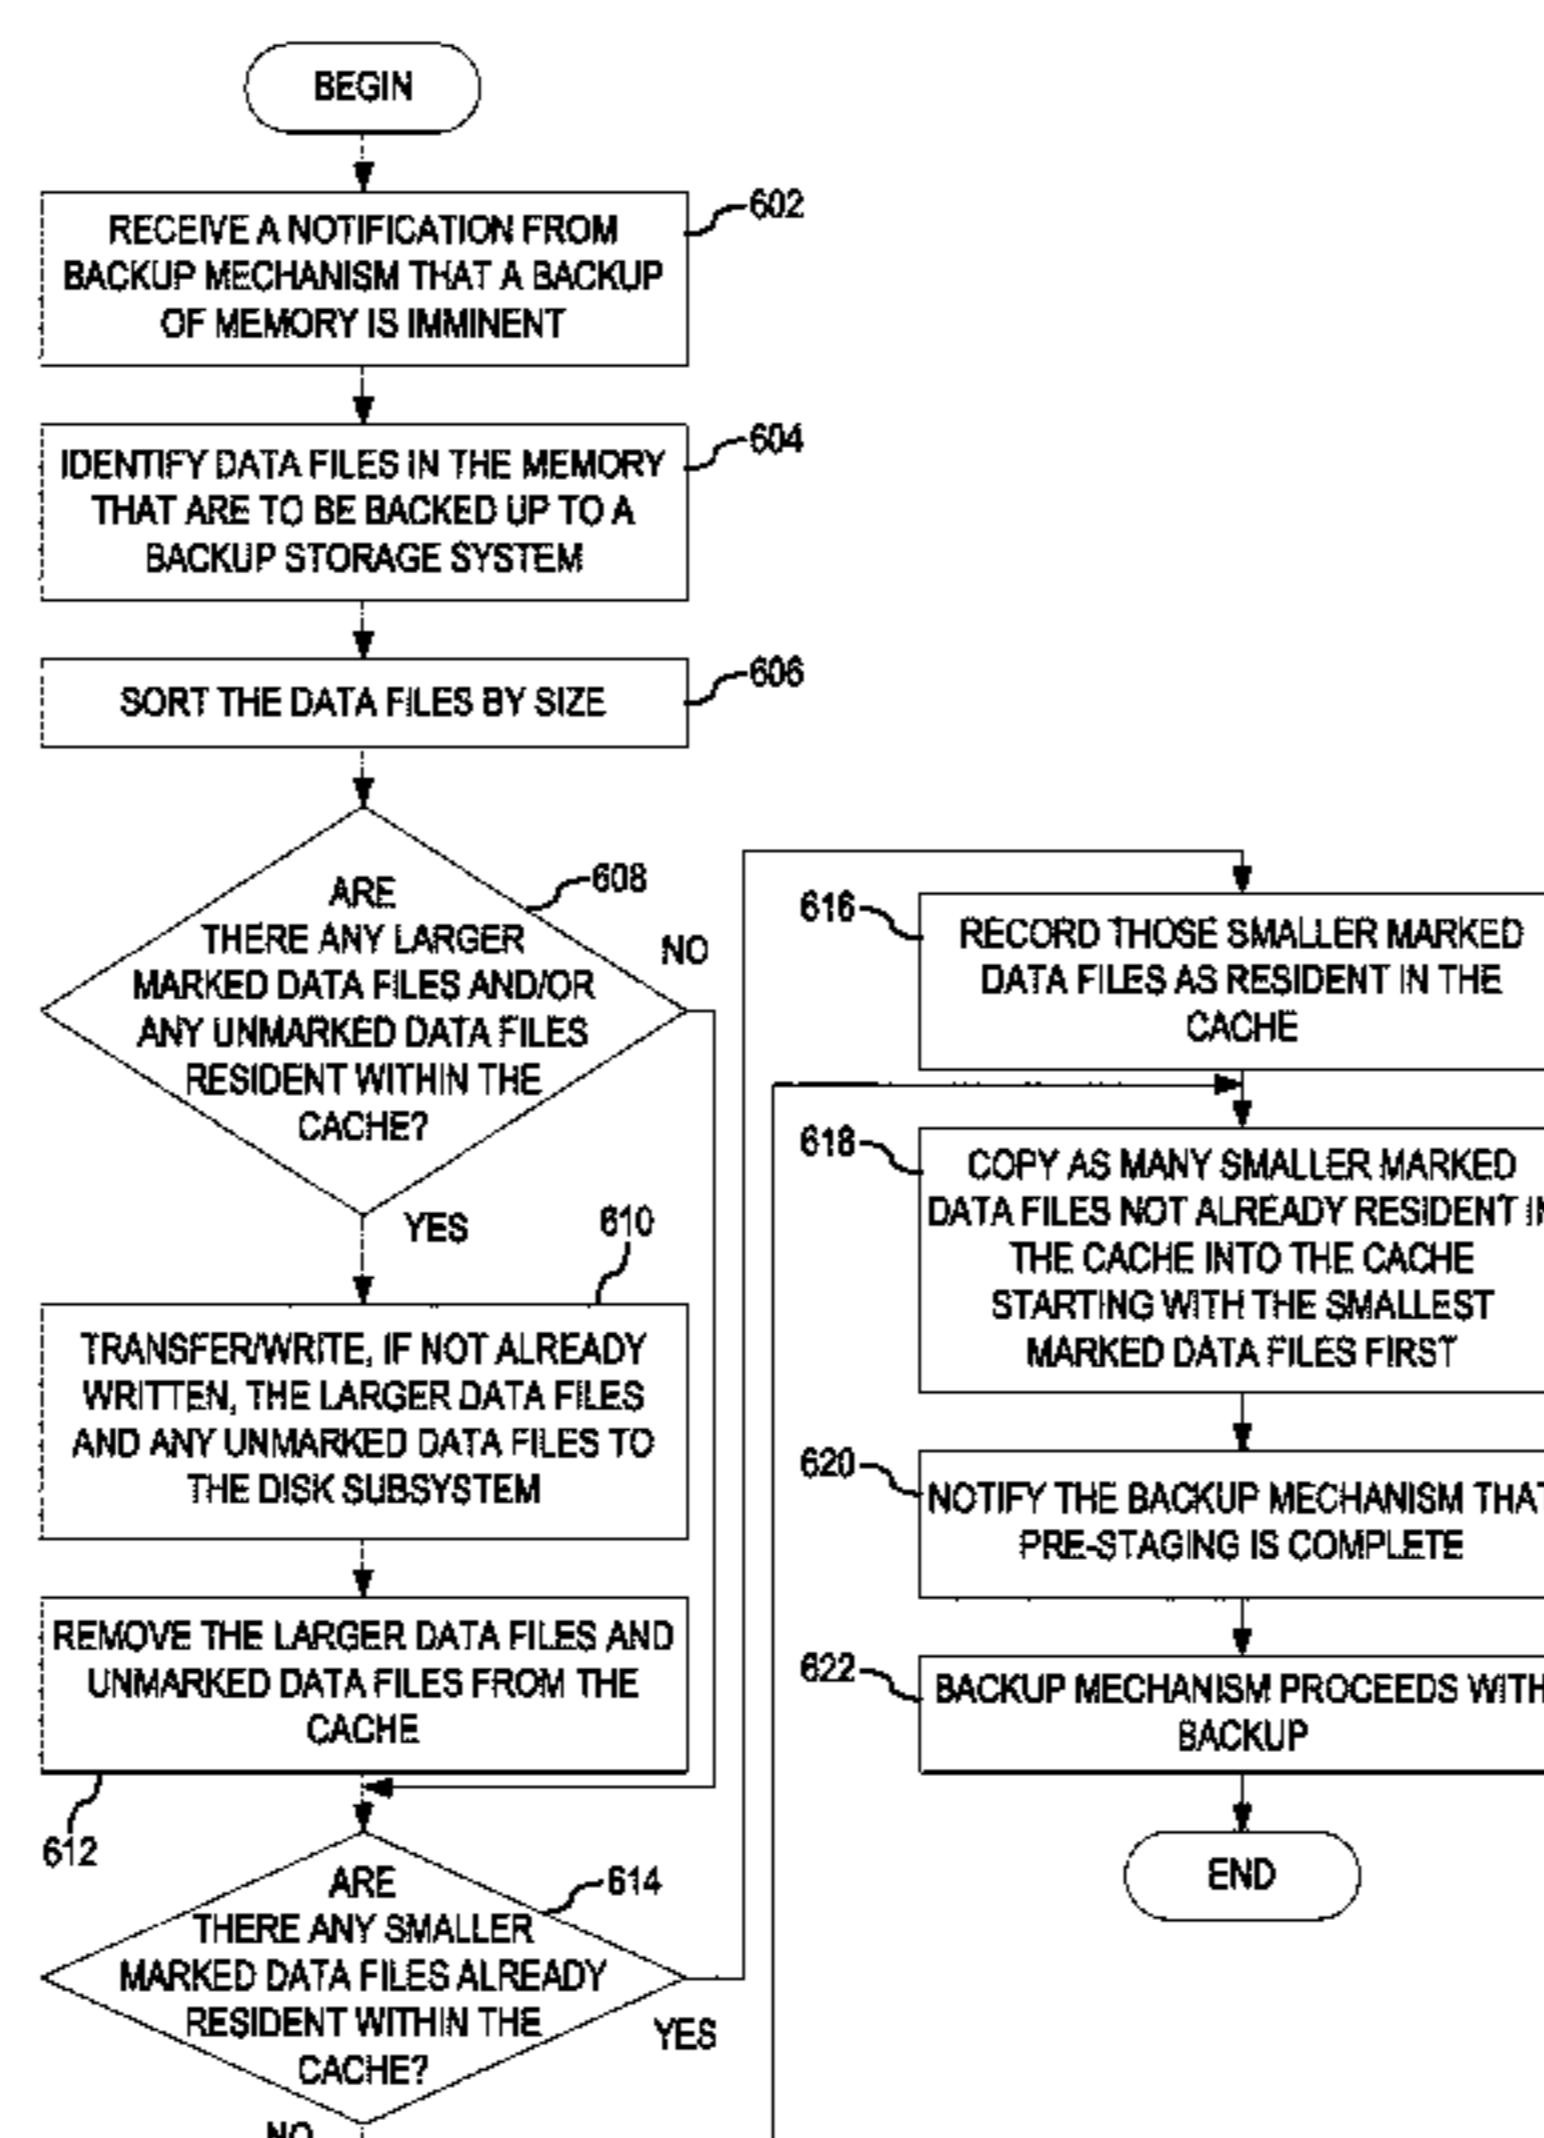 BEGIN
602
RECEIVE A NOTIFICATION FROM
BACKUP MECHANISM THAT A BACKUP
OF MEMORY IS IMMINENT
604
IDENTIFY DATA FILES IN THE MEMORY
THAT ARE TO BE BACKED UP TO A
BACKUP STORAGE SYSTEM
606
SORT THE DATA FILES BY SIZE
608
ARE
THERE ANY LARGER
MARKED DATA FILES AND/OR
ANY UNMARKED DATA FILES
RESIDENT WITHIN THE
CACHE?
NO
YES
610
TRANSFER/WRITE, IF NOT ALREADY
WRITTEN, THE LARGER DATA FILES
AND ANY UNMARKED DATA FILES TO
THE DISK SUBSYSTEM
REMOVE THE LARGER DATA FILES AND
UNMARKED DATA FILES FROM THE
CACHE
612
614
ARE
THERE ANY SMALLER
MARKED DATA FILES ALREADY
RESIDENT WITHIN THE
CACHE?
YES
NO
616
RECORD THOSE SMALLER MARKED
DATA FILES AS RESIDENT IN THE
CACHE
618
COPY AS MANY SMALLER MARKED
DATA FILES NOT ALREADY RESIDENT IN
THE CACHE INTO THE CACHE
STARTING WITH THE SMALLEST
MARKED DATA FILES FIRST
620
NOTIFY THE BACKUP MECHANISM THAT
PRE-STAGING IS COMPLETE
622
BACKUP MECHANISM PROCEEDS WITH
BACKUP
END